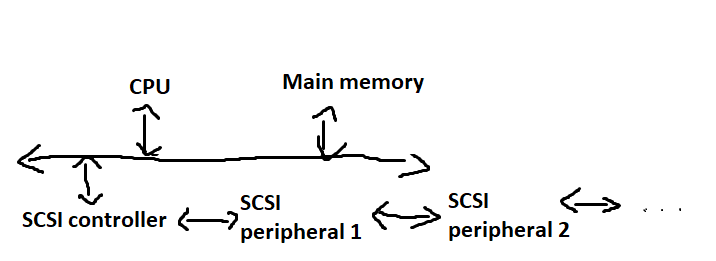 CPU
Main memory
SCSI controller
SCSI
peripheral 1
SCSI
peripheral 2
. . .